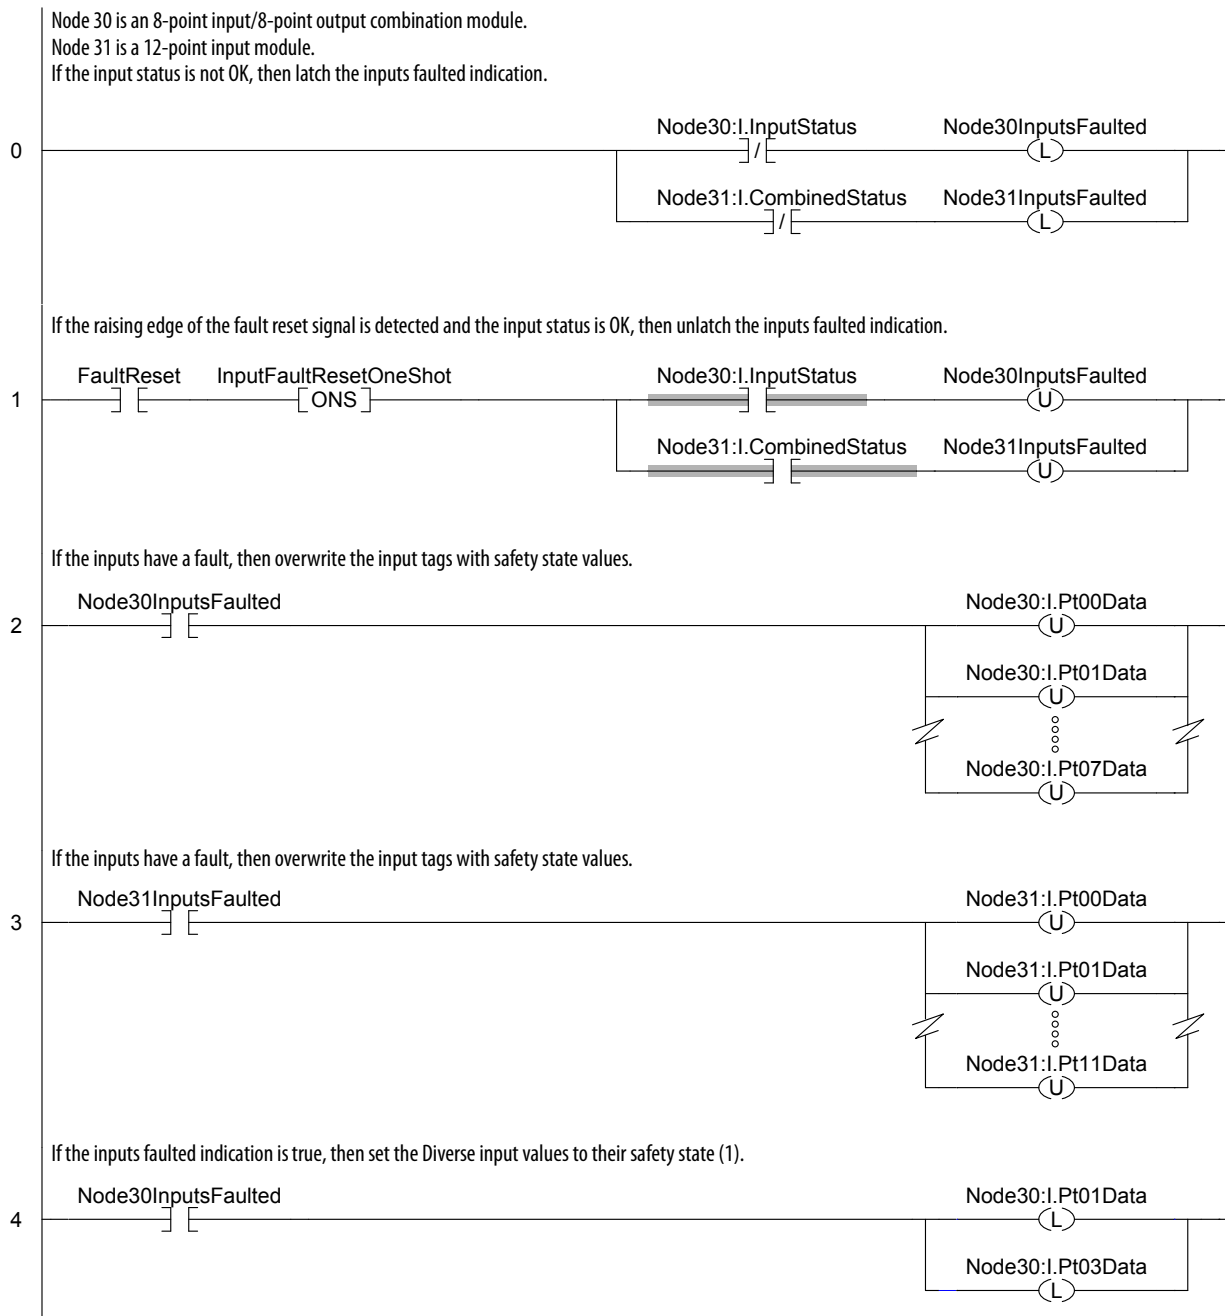 Node 30 is an 8-point input/8-point output combination module.
Node 31 is a 12-point input module.
If the input status is not OK, then latch the inputs faulted indication.
Node30:I.InputStatus Node30InputsFaulted
0 / L
Node31:I.CombinedStatus Node31InputsFaulted
/ L
If the raising edge of the fault reset signal is detected and the input status is OK, then unlatch the inputs faulted indication.
FaultReset InputFaultResetOneShot Node30:I.InputStatus Node30InputsFaulted
1 ONS U
Node31:I.CombinedStatus Node31InputsFaulted
U
If the inputs have a fault, then overwrite the input tags with safety state values.
Node30InputsFaulted Node30:I.Pt00Data
2 U
Node30:I.Pt01Data
U
Node30:I.Pt07Data
U
If the inputs have a fault, then overwrite the input tags with safety state values.
Node31InputsFaulted Node31:I.Pt00Data
3 U
Node31:I.Pt01Data
U
Node31:I.Pt11Data
U
If the inputs faulted indication is true, then set the Diverse input values to their safety state (1).
Node30InputsFaulted Node30:I.Pt01Data
4 L
Node30:I.Pt03Data
L